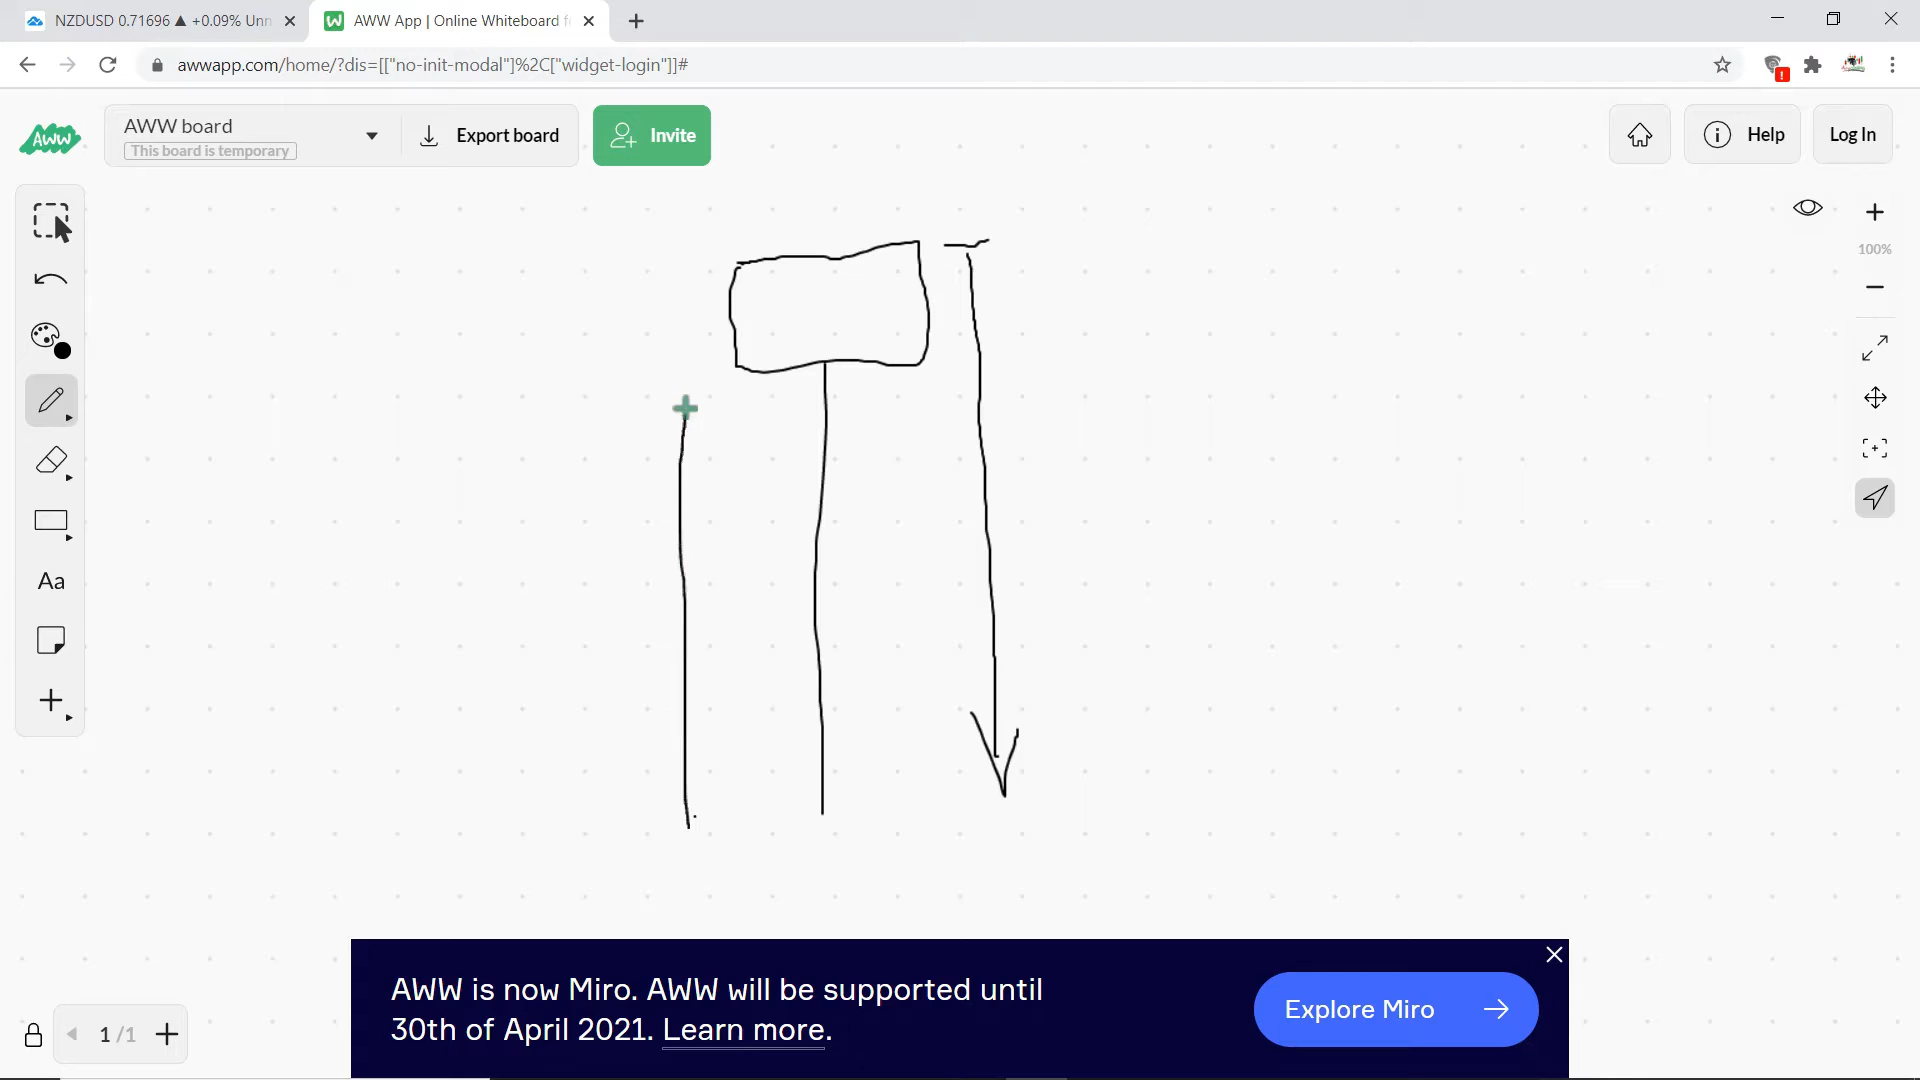 NZDUSD 0.71696 ▲ +0.09% Unn
AWW App | Online Whiteboard f
awwapp.com/home/?dis=[["no-init-modal"]%2C["widget-login"]]#
AWW
AWW board
This board is temporary
Export board
Invite
Help
Log In
100%
Aa
AWW is now Miro. AWW will be supported until
30th of April 2021. Learn more.
Explore Miro
1/1